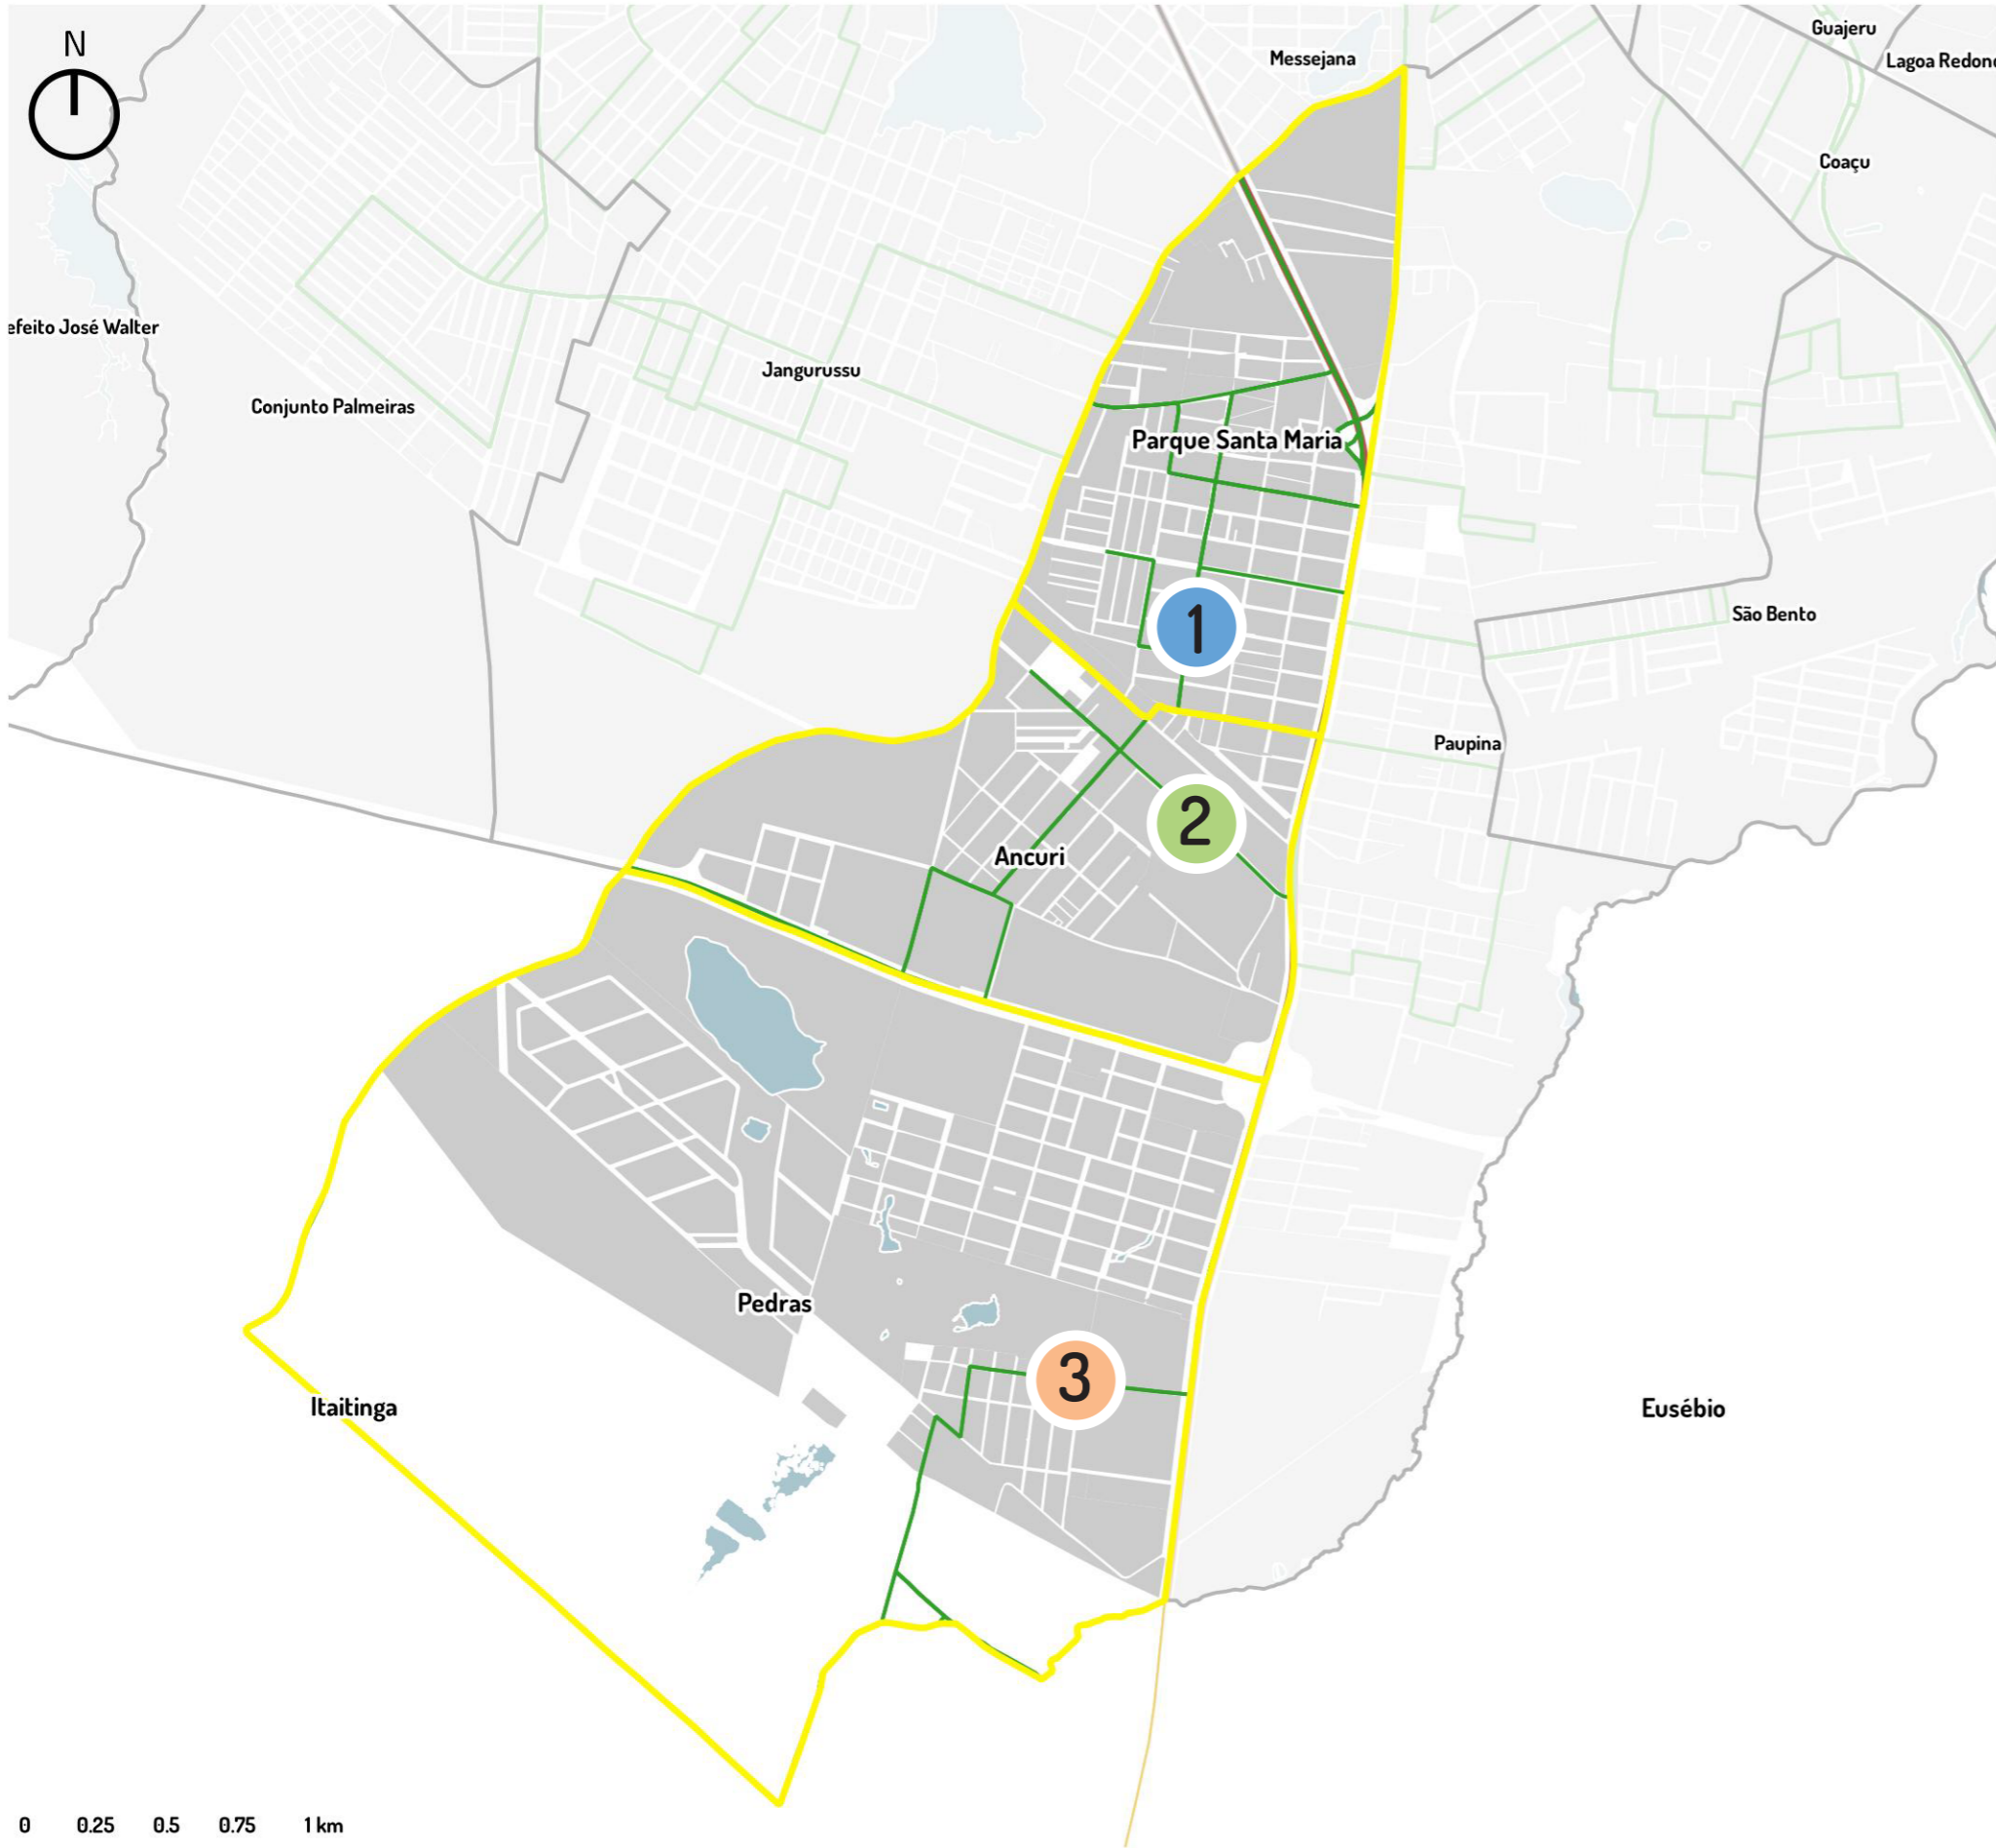 N
Messejana
Guajeru
Lagoa Redon
Coaçu
efeito José Walter
Jangurussu
Conjunto Palmeiras
Parque Santa Maria
São Bento
1
Paupina
2
Ancuri
Pedras
3
Itaitinga
Eusébio
0 0.25 0.5 0.75 1 km